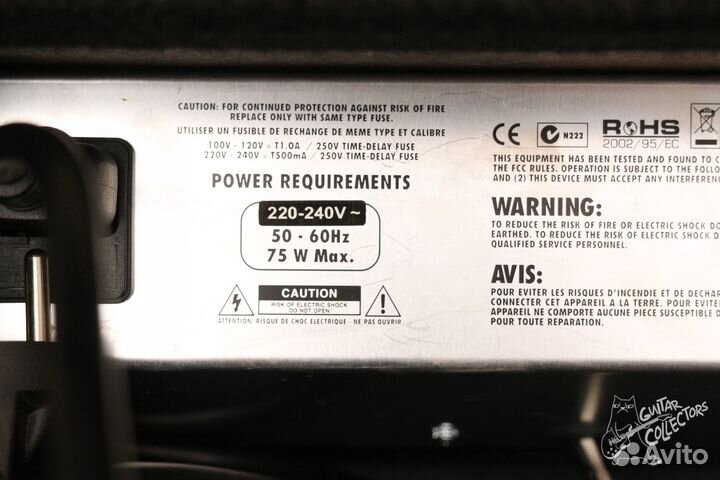 CAUTION: FOR CONTINUED PROTECTION AGAINST RISK OF FIRE
REPLACE ONLY WITH SAME TYPE FUSE.
UTILISER UN FUSIBLE DE RECHANGE DE MEME TYPE ET CALIBRE
100V - 120V = T1.0A / 250V TIME-DELAY FUSE
220V - 240V = T500mA / 250V TIME-DELAY FUSE
POWER REQUIREMENTS
220-240V ~
50 - 60Hz
75 W Max.
CAUTION
RISK OF ELECTRIC SHOCK
DO NOT OPEN
ATTENTION: RISQUE DE CHOC ELECTRIQUE - NE PAS OUVRIR
CE N222 RoHS
2002/95/EC
THIS EQUIPMENT HAS BEEN TESTED AND FOUND TO C
THE FCC RULES. OPERATION IS SUBJECT TO THE FOLLO
AND (2) THIS DEVICE MUST ACCEPT ANY INTERFEREN
WARNING:
TO REDUCE THE RISK OF FIRE OR ELECTRIC SHOCK DO
EARTHED. TO REDUCE THE RISK OF ELECTRIC SHOCK D
QUALIFIED SERVICE PERSONNEL.
AVIS:
POUR EVITER LES RISQUES D'INCENDIE ET DE DECHAR
CONNECTER CET APPAREIL A LA TERRE. POUR EVITE
APPAREIL NE COMPORTE AUCUNE PIECE SUSCEPTIBLE D
POUR TOUTE REPARATION.
GUITAR
COLLECTORS
Avito